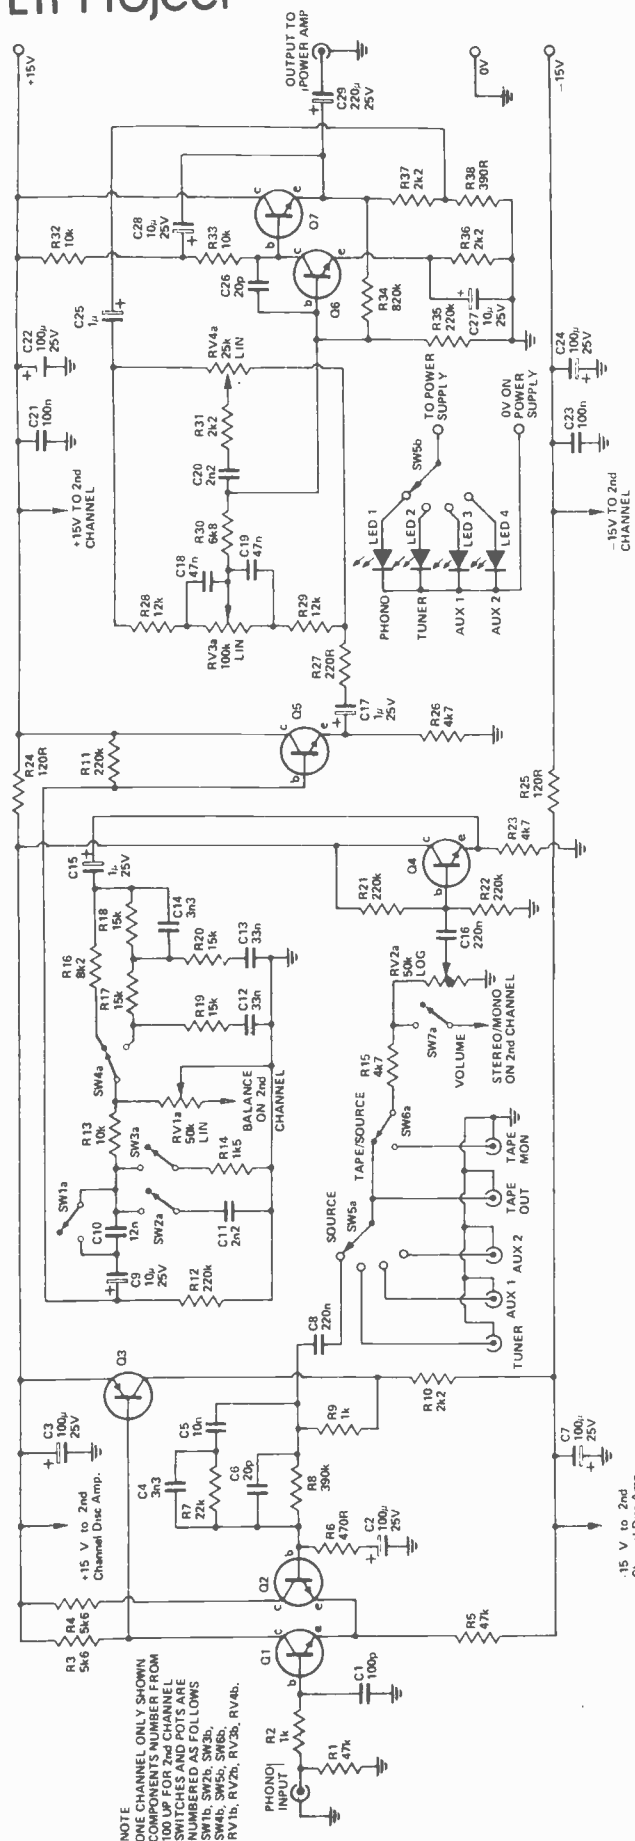 ETI Project
NOTE
ONE CHANNEL ONLY SHOWN
COMPONENTS NUMBER FROM
100 UP FOR 2nd CHANNEL
SWITCHES AND POTS ARE
NUMBERED AS FOLLOWS
SW1b, SW2b, SW3b,
SW4b, SW5b, SW6b,
RV1b, RV2b, RV3b, RV4b.
PHONO
INPUT
R1
47k
R2
1k
C1
100p
R3
5k6
R4
5k6
Q1
b
c
e
Q2
b
c
e
R5
47k
+15 V to 2nd
Channel Disc Amp.
C3
100µ
25V
R6
470R
C2
100µ
25V
C4
3n3
R7
22k
C5
10n
C6
20p
R8
390k
R9
1k
Q3
R10
2k2
C7
100µ
25V
.15 V to 2nd
C8
220n
SOURCE
SW5a
TUNER
AUX 1
AUX 2
TAPE
OUT
TAPE
MON
TAPE/SOURCE
SW6a
R15
4k7
SW7a
VOLUME
STEREO/MONO
ON 2nd CHANNEL
RV2a
50k
LOG
C16
220n
R21
220k
R22
220k
Q4
b
c
e
R23
4k7
R12
220k
C9
10µ
25V
SW1a
C10
12n
SW2a
C11
2n2
SW3a
R14
1k5
R13
10k
RV1a
50k
LIN
BALANCE
ON 2nd
CHANNEL
SW4a
R16
8k2
R17
15k
R18
15k
C14
3n3
R19
15k
R20
15k
C12
33n
C13
33n
C15
1µ
25V
R24
120R
R25
120R
R11
220k
Q5
b
c
e
R26
4k7
C17
1µ
25V
R27
220R
R28
12k
RV3a
100k
LIN
R29
12k
C18
47n
C19
47n
R30
6k8
C20
2n2
R31
2k2
RV4a
25k
LIN
+15V TO 2nd
CHANNEL
C21
100n
C22
100µ
25V
C25
1µ
R32
10k
C28
10µ
25V
R33
10k
C26
20p
Q6
b
c
e
Q7
b
c
e
R34
820k
R35
220k
C27
10µ
25V
R36
2k2
R37
2k2
R38
390R
C29
220µ
25V
OUTPUT TO
POWER AMP
+15V
0V
−15V
PHONO
TUNER
AUX 1
AUX 2
LED 1
LED 2
LED 3
LED 4
SW5b
TO POWER
SUPPLY
0V ON
POWER
SUPPLY
−15V TO 2nd
CHANNEL
C23
100n
C24
100µ
25V